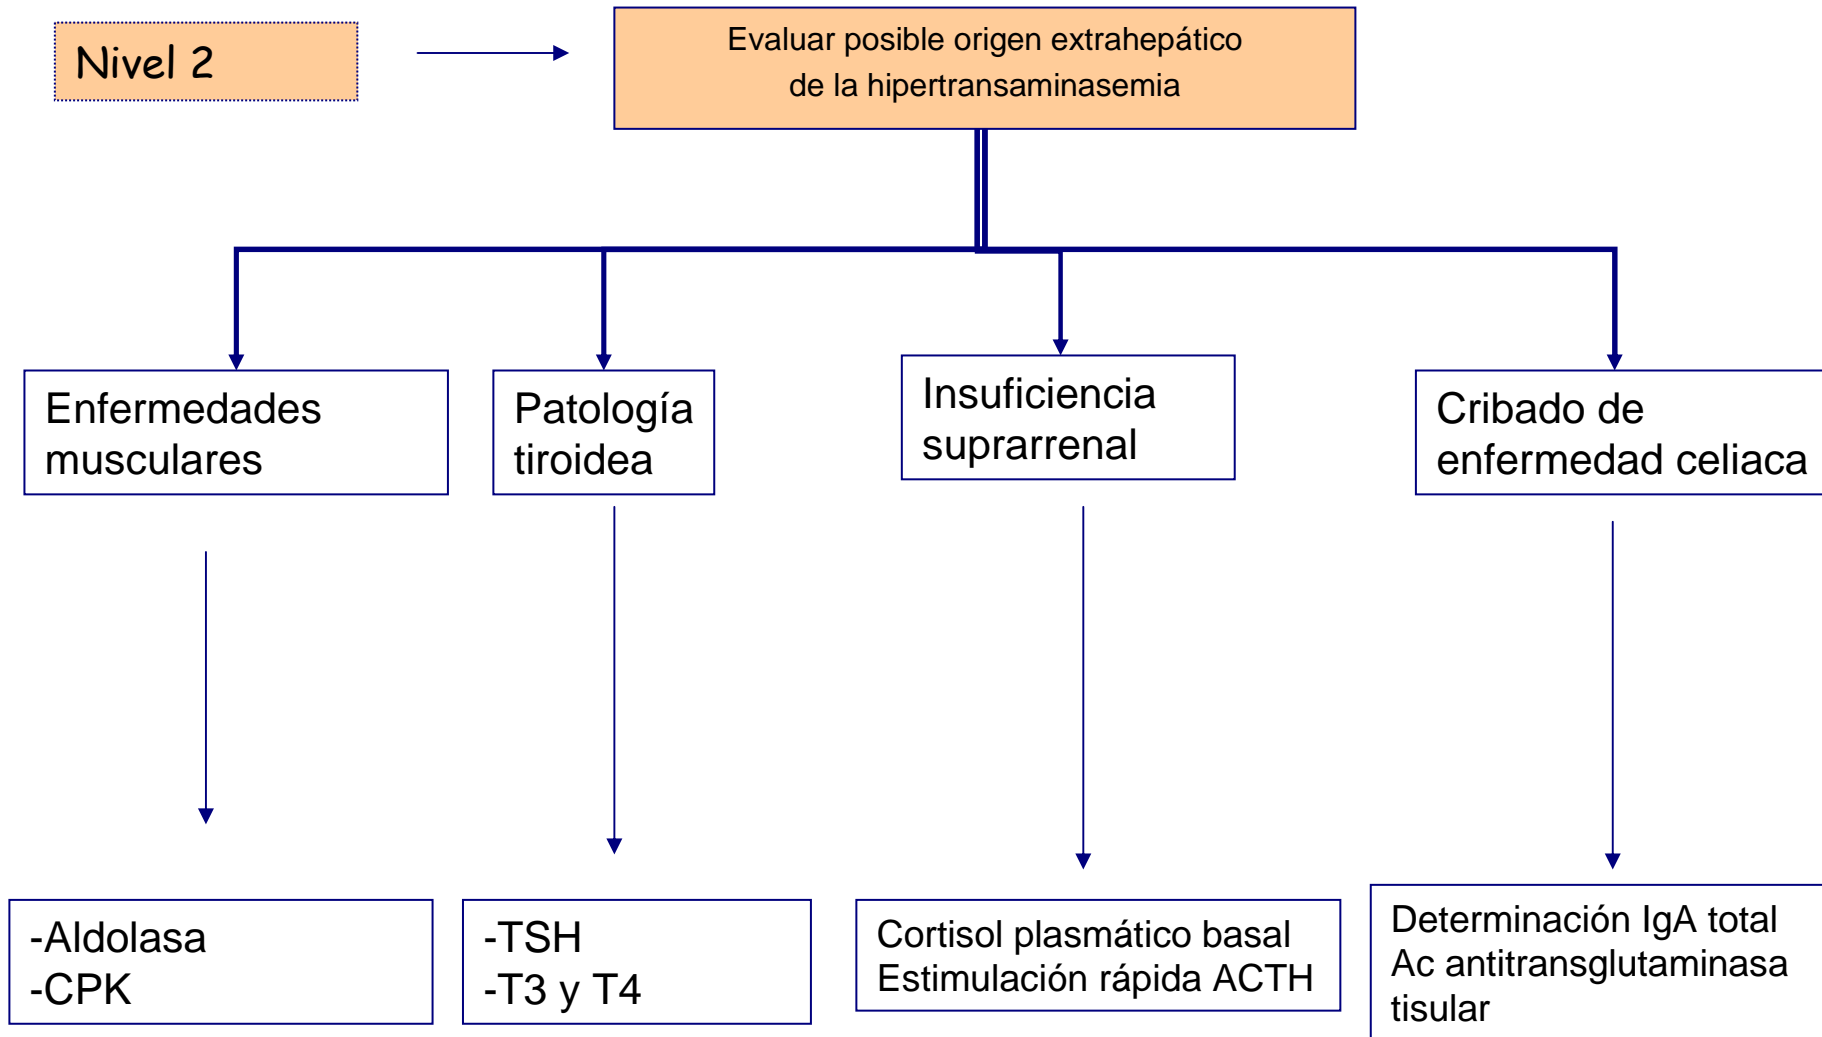 Nivel 2
Evaluar posible origen extrahepático
de la hipertransaminasemia
Enfermedades
musculares
Patología
tiroidea
Insuficiencia
suprarrenal
Cribado de
enfermedad celiaca
-Aldolasa
-CPK
-TSH
-T3 y T4
Cortisol plasmático basal
Estimulación rápida ACTH
Determinación IgA total
Ac antitransglutaminasa
tisular